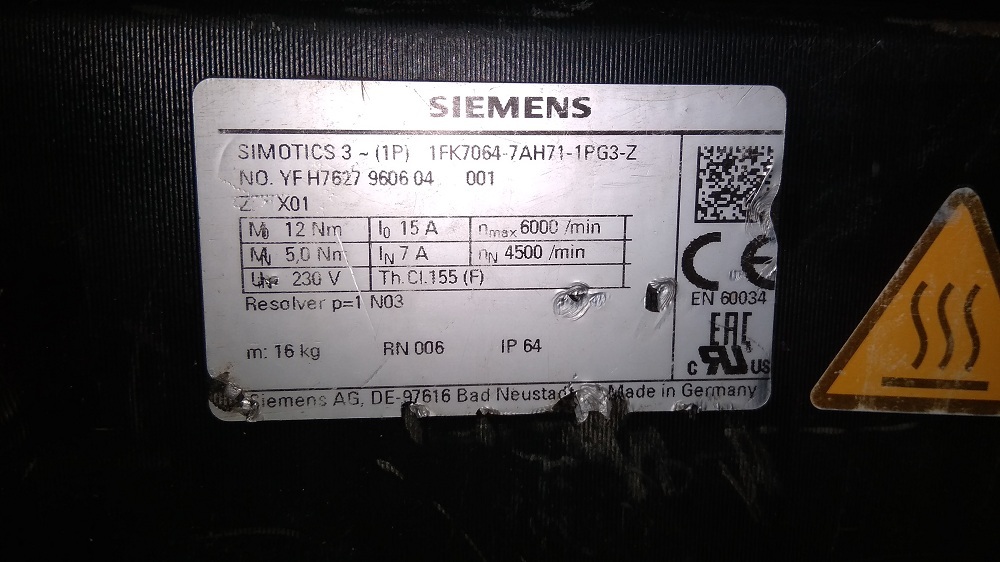 SIEMENS
SIMOTICS 3 ~ (1P) 1FK7064-7AH71-1PG3-Z
NO. YF H7627 9606 04 001
X01
M0 12 Nm I0 15 A nmax 6000 /min
MN 5,0 Nm IN 7 A nN 4500 /min
230 V Th.Cl.155 (F)
Resolver p=1 N03
EN 60034
EAC
m: 16 kg RN 006 IP 64
c US
Siemens AG, DE-97616 Bad Neustadt Made in Germany